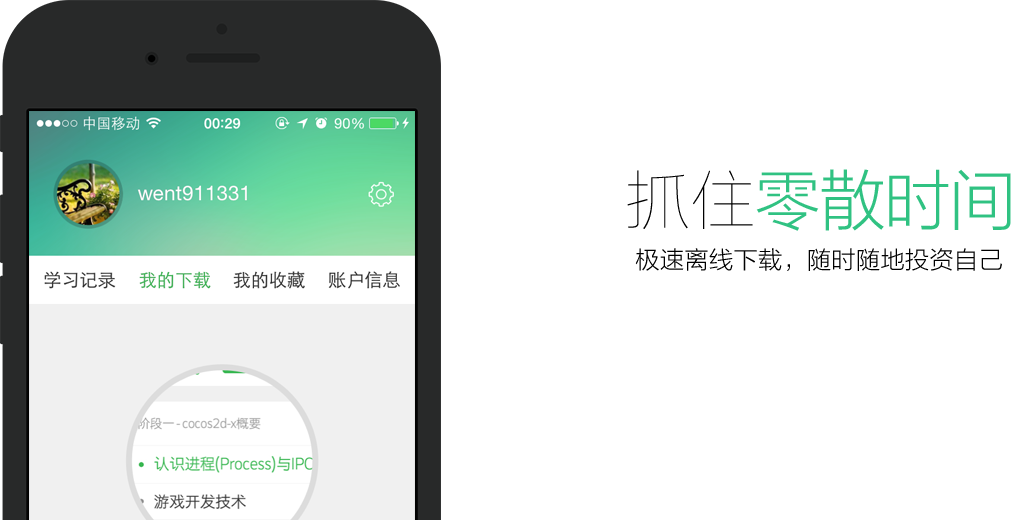 中国移动 00:29 90%
went911331
学习记录 我的下载 我的收藏 账户信息
阶段一-cocos2d-x概要
认识进程(Process)与IPC
游戏开发技术
抓住零散时间
极速离线下载，随时随地投资自己